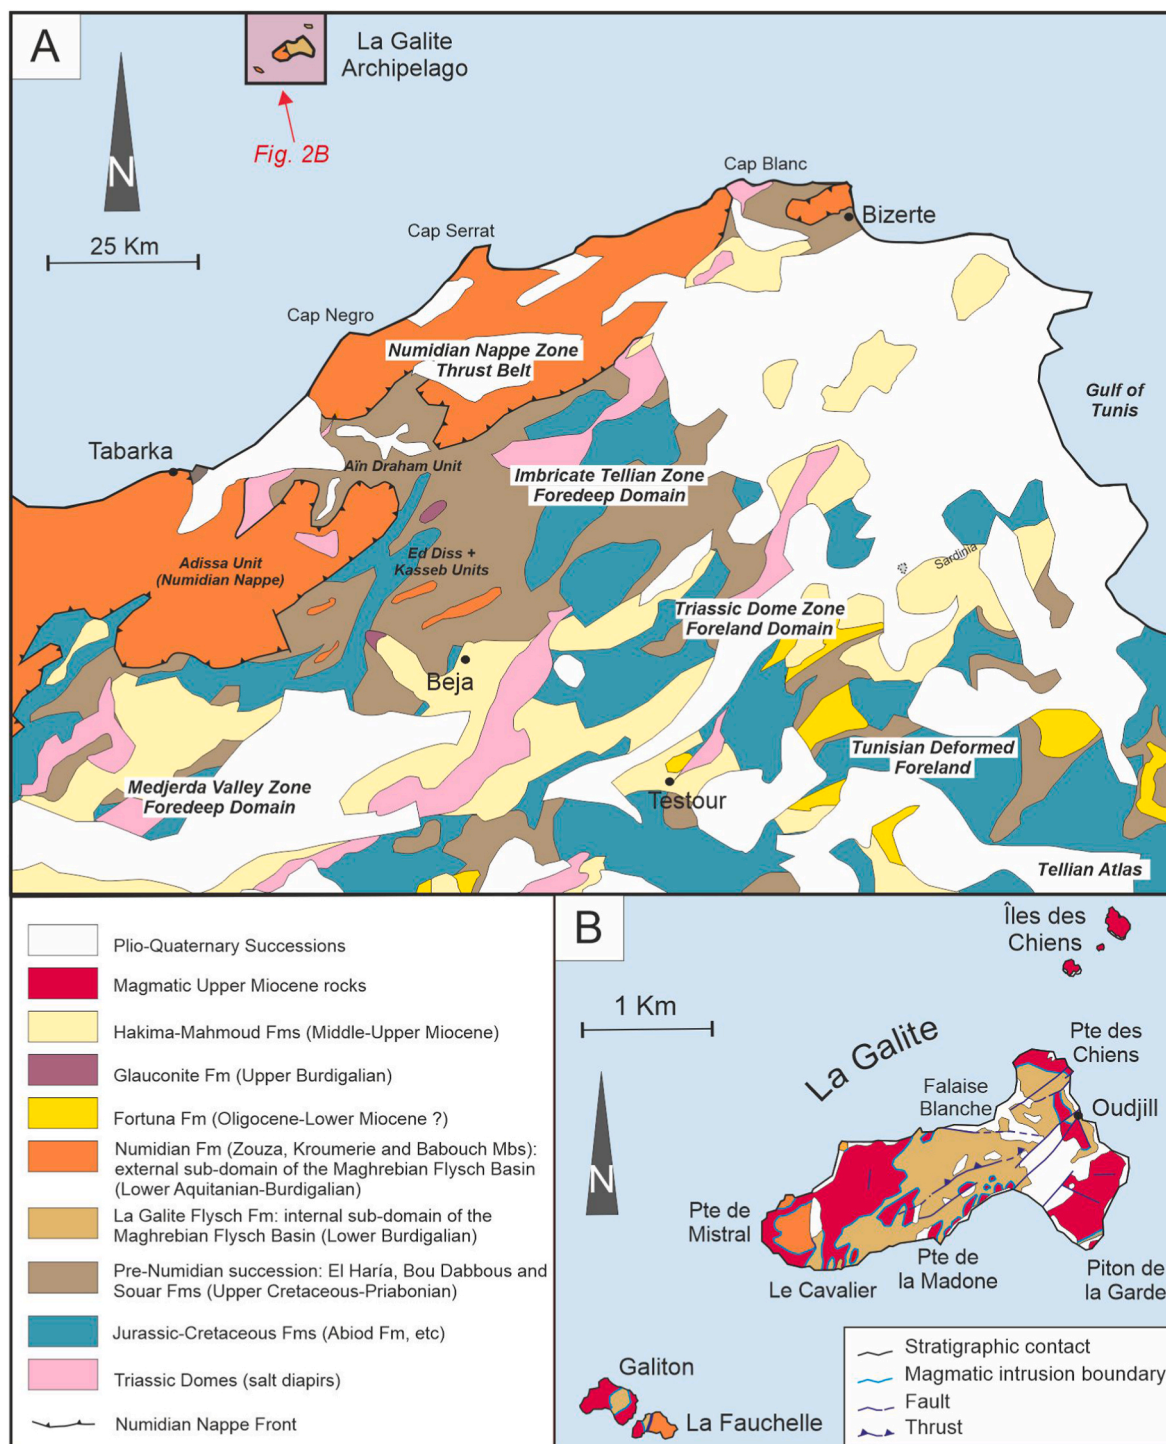 A
La Galite
Archipelago
Fig. 2B
N
25 Km
Cap Blanc
Bizerte
Cap Serrat
Cap Negro
Numidian Nappe Zone
Thrust Belt
Gulf of
Tunis
Tabarka
Aïn Draham Unit
Imbricate Tellian Zone
Foredeep Domain
Adissa Unit
(Numidian Nappe)
Ed Diss +
Kasseb Units
Sardinia
Triassic Dome Zone
Foreland Domain
Beja
Medjerda Valley Zone
Foredeep Domain
Testour
Tunisian Deformed
Foreland
Tellian Atlas
Plio-Quaternary Successions
Magmatic Upper Miocene rocks
Hakima-Mahmoud Fms (Middle-Upper Miocene)
Glauconite Fm (Upper Burdigalian)
Fortuna Fm (Oligocene-Lower Miocene ?)
Numidian Fm (Zouza, Kroumerie and Babouch Mbs):
external sub-domain of the Maghrebian Flysch Basin
(Lower Aquitanian-Burdigalian)
La Galite Flysch Fm: internal sub-domain of the
Maghrebian Flysch Basin (Lower Burdigalian)
Pre-Numidian succession: El Haría, Bou Dabbous and
Souar Fms (Upper Cretaceous-Priabonian)
Jurassic-Cretaceous Fms (Abiod Fm, etc)
Triassic Domes (salt diapirs)
Numidian Nappe Front
B
Îles des
Chiens
1 Km
La Galite
Pte des
Chiens
Falaise
Blanche
Oudjill
N
Pte de
Mistral
Le Cavalier
Pte de
la Madone
Piton de
la Garde
Galiton
La Fauchelle
Stratigraphic contact
Magmatic intrusion boundary
Fault
Thrust